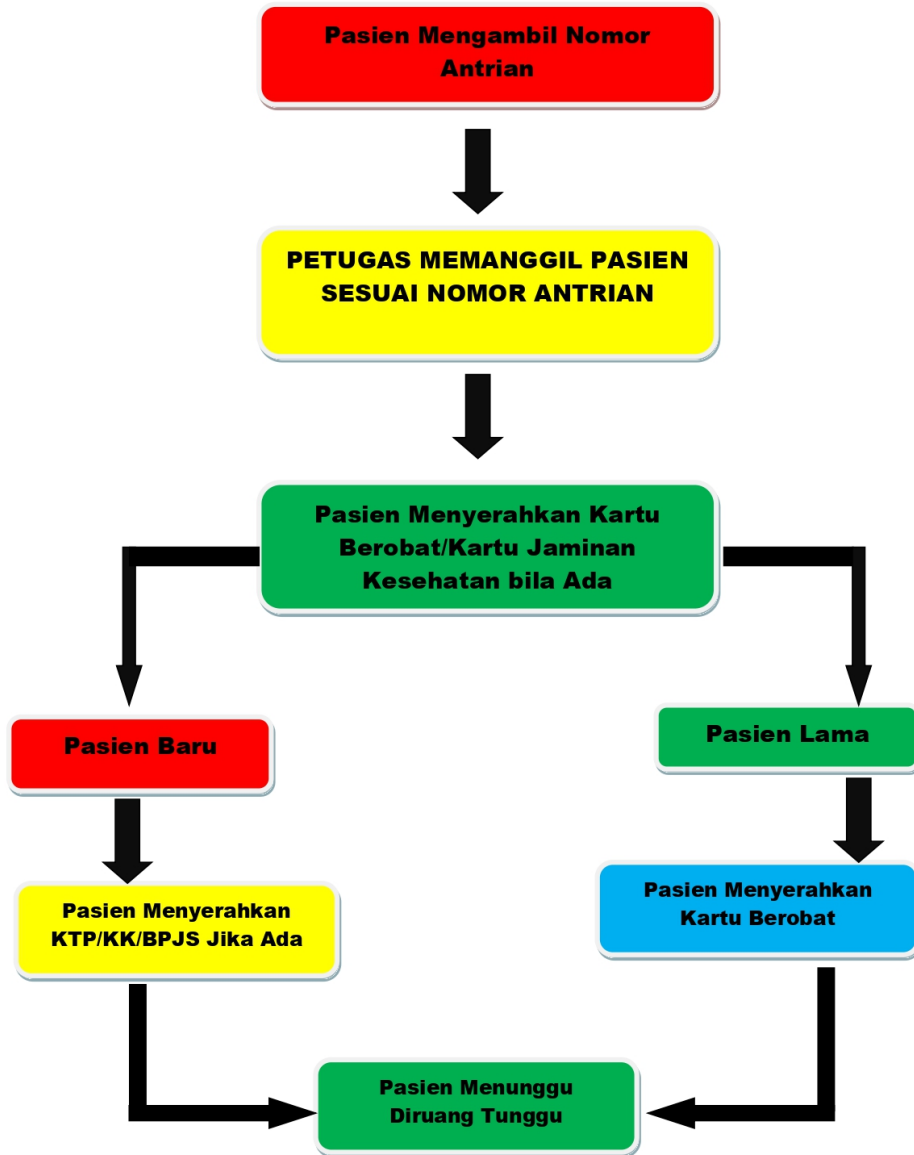 Pasien Mengambil Nomor
Antrian
PETUGAS MEMANGGIL PASIEN
SESUAI NOMOR ANTRIAN
Pasien Menyerahkan Kartu
Berobat/Kartu Jaminan
Kesehatan bila Ada
Pasien Baru
Pasien Lama
Pasien Menyerahkan
KTP/KK/BPJS Jika Ada
Pasien Menyerahkan
Kartu Berobat
Pasien Menunggu
Diruang Tunggu